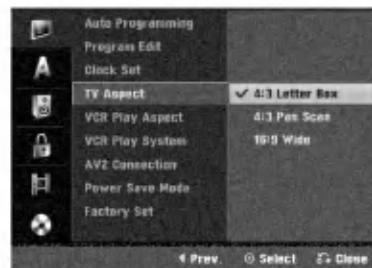 Auto Programming
Program Edit
Clock Set
TV Aspect
✓ 4:3 Letter Box
VCR Play Aspect
4:3 Pan Scan
VCR Play System
16:9 Wide
AV2 Connection
Power Save Mode
Factory Set
Prev. Select Close